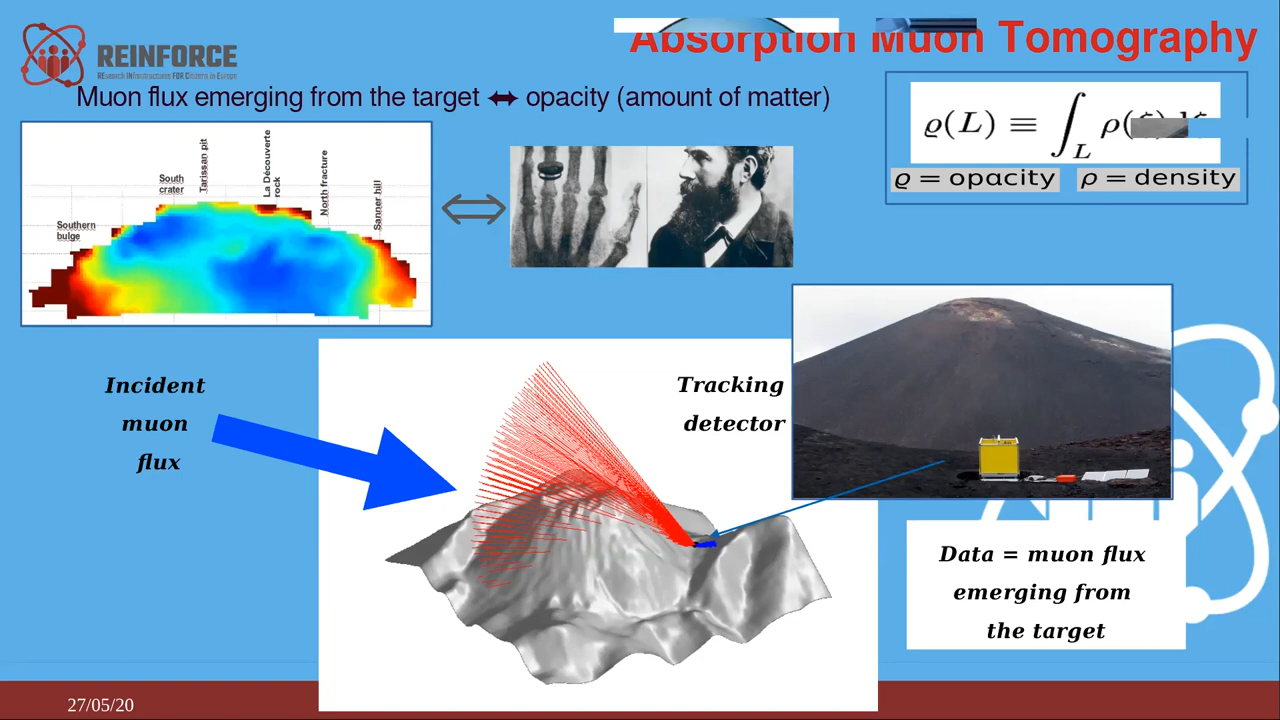 Absorption Muon Tomography
REINFORCE
REsearch INfrastructures FOR Citizens in Europe
Muon flux emerging from the target ⬌ opacity (amount of matter)
ϱ(L) ≡ ∫_L ρ(
ϱ = opacity
ρ = density
Southern
bulge
South
crater
Tarissan pit
La Découverte
rock
North fracture
Sanner hill
Incident
muon
flux
Tracking
detector
Data = muon flux
emerging from
the target
27/05/20